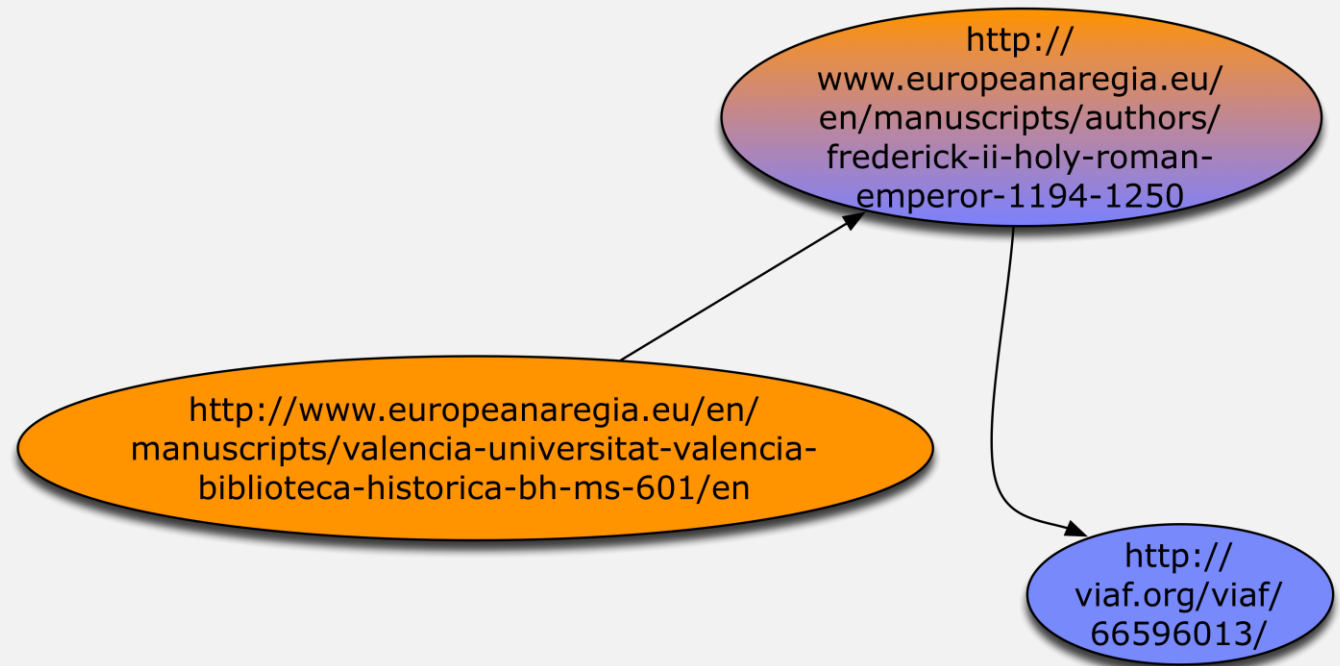 http://
www.europeanaregia.eu/
en/manuscripts/authors/
frederick-ii-holy-roman-
emperor-1194-1250
http://www.europeanaregia.eu/en/
manuscripts/valencia-universitat-valencia-
biblioteca-historica-bh-ms-601/en
http://
viaf.org/viaf/
66596013/